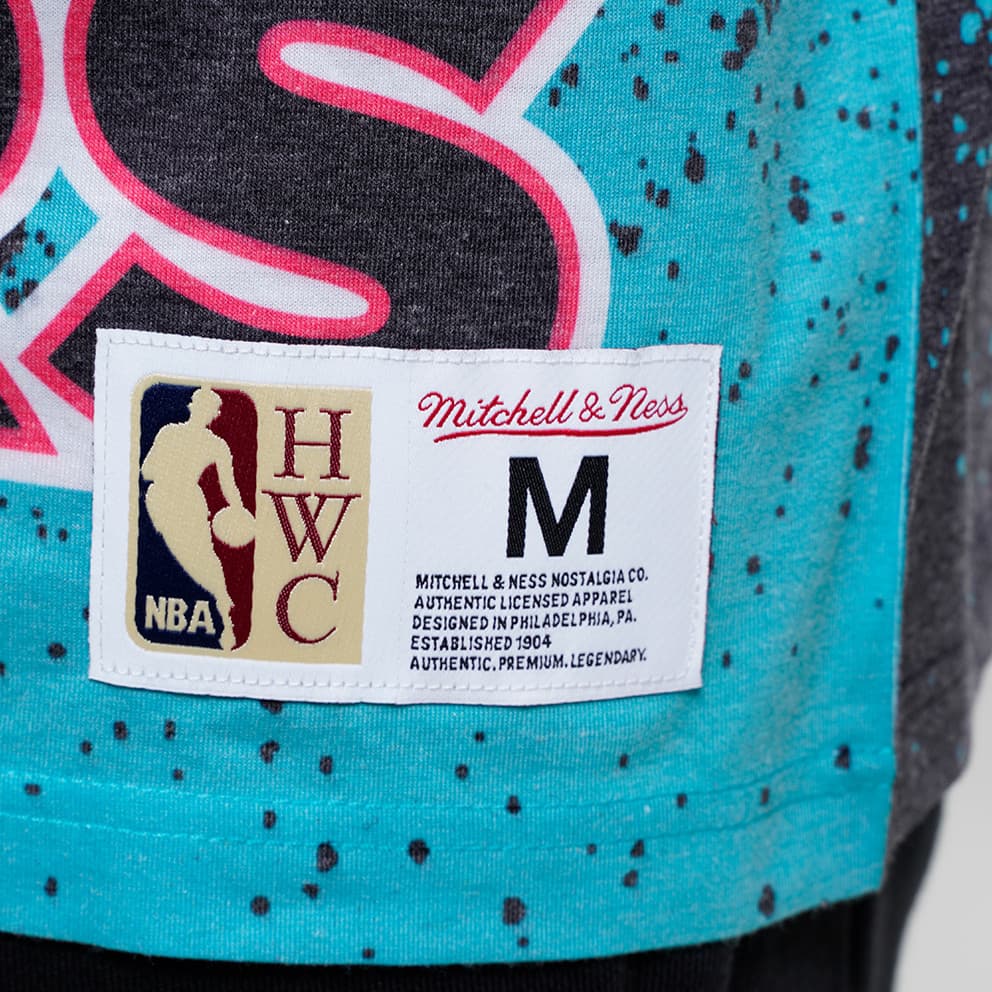 S
NBA
H
W
C
Mitchell & Ness
M
MITCHELL & NESS NOSTALGIA CO.
AUTHENTIC LICENSED APPAREL
DESIGNED IN PHILADELPHIA, PA.
ESTABLISHED 1904
AUTHENTIC. PREMIUM. LEGENDARY.